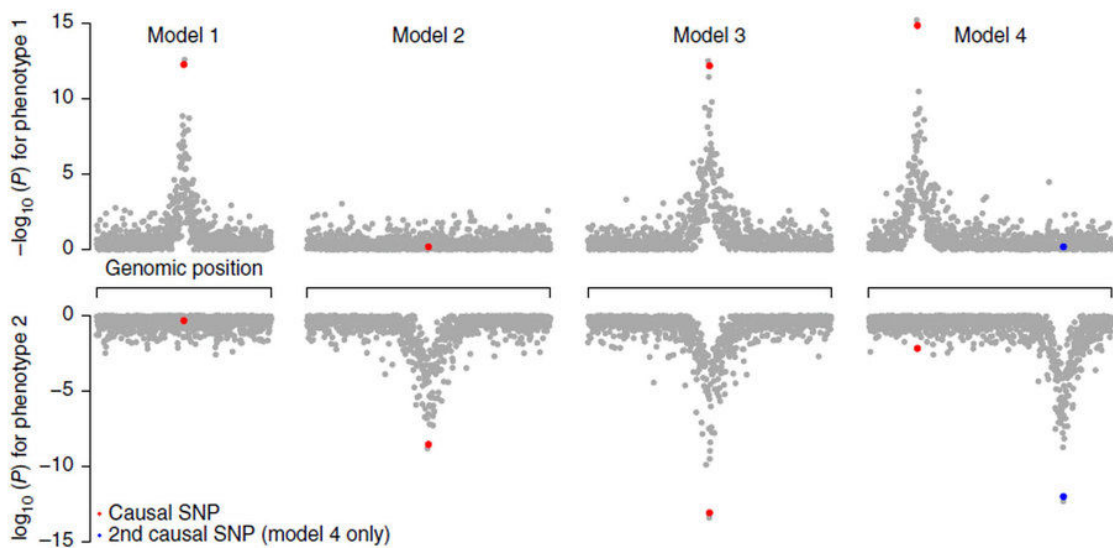 Model 1 Model 2 Model 3 Model 4
−log10 (P) for phenotype 1
15
10
5
0
Genomic position
log10 (P) for phenotype 2
0
−5
−10
−15
Causal SNP
2nd causal SNP (model 4 only)